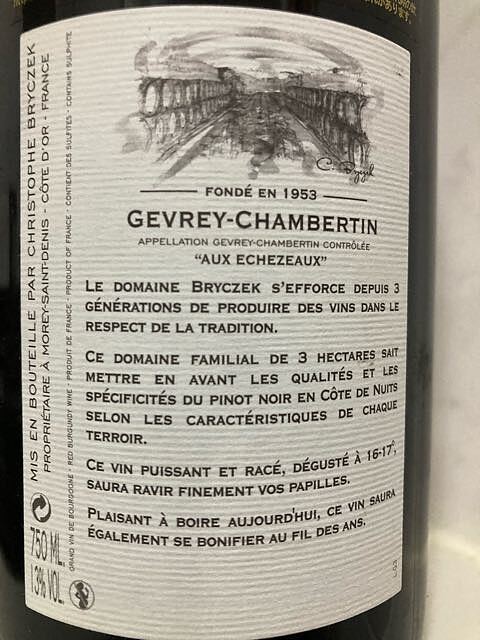 FONDÉ EN 1953
GEVREY-CHAMBERTIN
APPELLATION GEVREY-CHAMBERTIN CONTRÔLÉE
"AUX ECHEZEAUX"
LE DOMAINE BRYCZEK S'EFFORCE DEPUIS 3
GÉNÉRATIONS DE PRODUIRE DES VINS DANS LE
RESPECT DE LA TRADITION.
CE DOMAINE FAMILIAL DE 3 HECTARES SAIT
METTRE EN AVANT LES QUALITÉS ET LES
SPÉCIFICITÉS DU PINOT NOIR EN CÔTE DE NUITS
SELON LES CARACTÉRISTIQUES DE CHAQUE
TERROIR.
CE VIN PUISSANT ET RACÉ, DÉGUSTÉ À 16-17°,
SAURA RAVIR FINEMENT VOS PAPILLES.
PLAISANT À BOIRE AUJOURD'HUI, CE VIN SAURA
ÉGALEMENT SE BONIFIER AU FIL DES ANS.
MIS EN BOUTEILLE PAR CHRISTOPHE BRYCZEK
PROPRIÉTAIRE À MOREY-SAINT-DENIS - CÔTE D'OR - FRANCE
GRAND VIN DE BOURGOGNE - RED BURGUNDY WINE - PRODUIT DE FRANCE - PRODUCT OF FRANCE - CONTIENT DES SULFITES - CONTAINS SULPHITE
750 ML
13% VOL